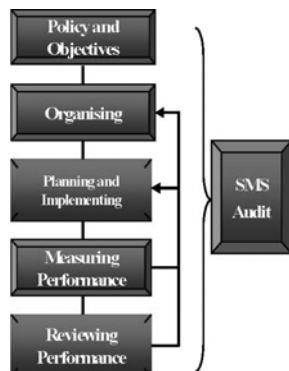 Policy and
Objectives
Organising
Planning and
Implementing
Measuring
Performance
Reviewing
Performance
SMS
Audit